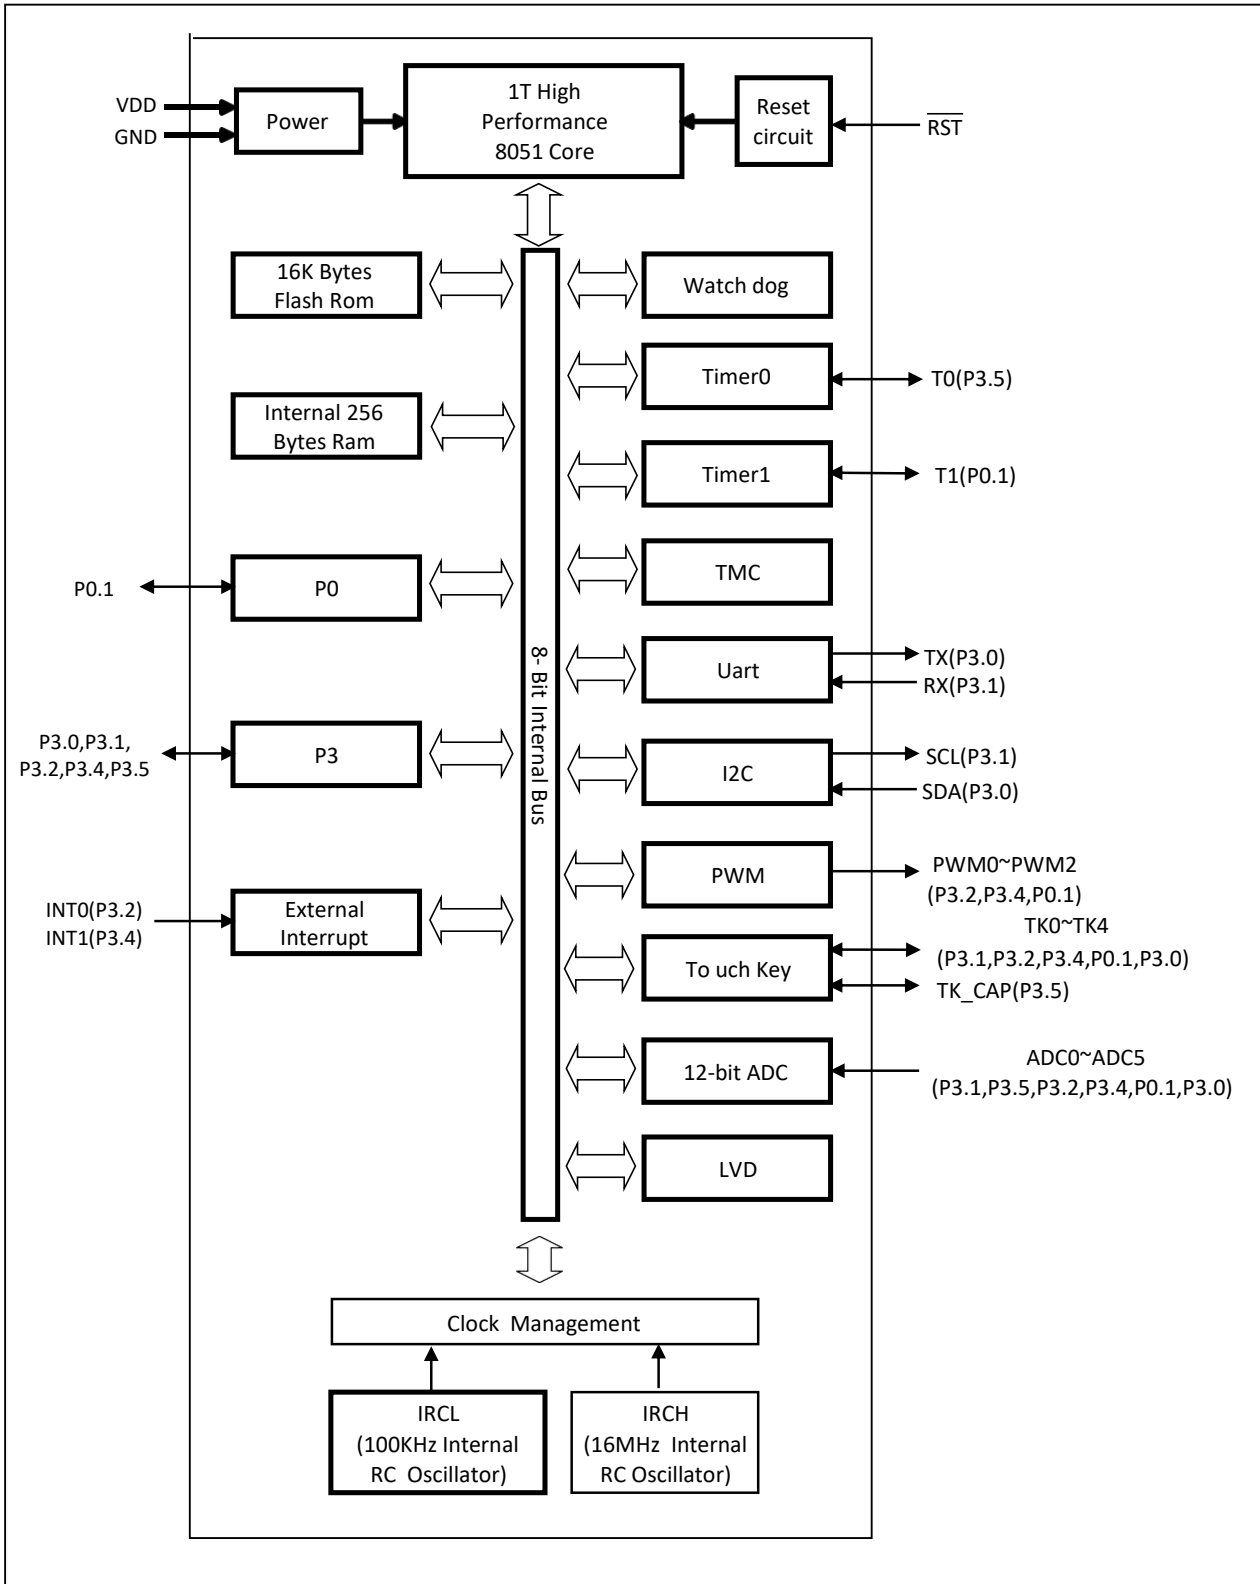 VDD
GND
Power
1T High
Performance
8051 Core
Reset
circuit
RST
16K Bytes
Flash Rom
Watch dog
Timer0
T0(P3.5)
Internal 256
Bytes Ram
Timer1
T1(P0.1)
P0.1
P0
TMC
8- Bit Internal Bus
Uart
TX(P3.0)
RX(P3.1)
P3.0,P3.1,
P3.2,P3.4,P3.5
P3
I2C
SCL(P3.1)
SDA(P3.0)
PWM
PWM0~PWM2
(P3.2,P3.4,P0.1)
INT0(P3.2)
INT1(P3.4)
External
Interrupt
To uch Key
TK0~TK4
(P3.1,P3.2,P3.4,P0.1,P3.0)
TK_CAP(P3.5)
12-bit ADC
ADC0~ADC5
(P3.1,P3.5,P3.2,P3.4,P0.1,P3.0)
LVD
Clock Management
IRCL
(100KHz Internal
RC Oscillator)
IRCH
(16MHz Internal
RC Oscillator)